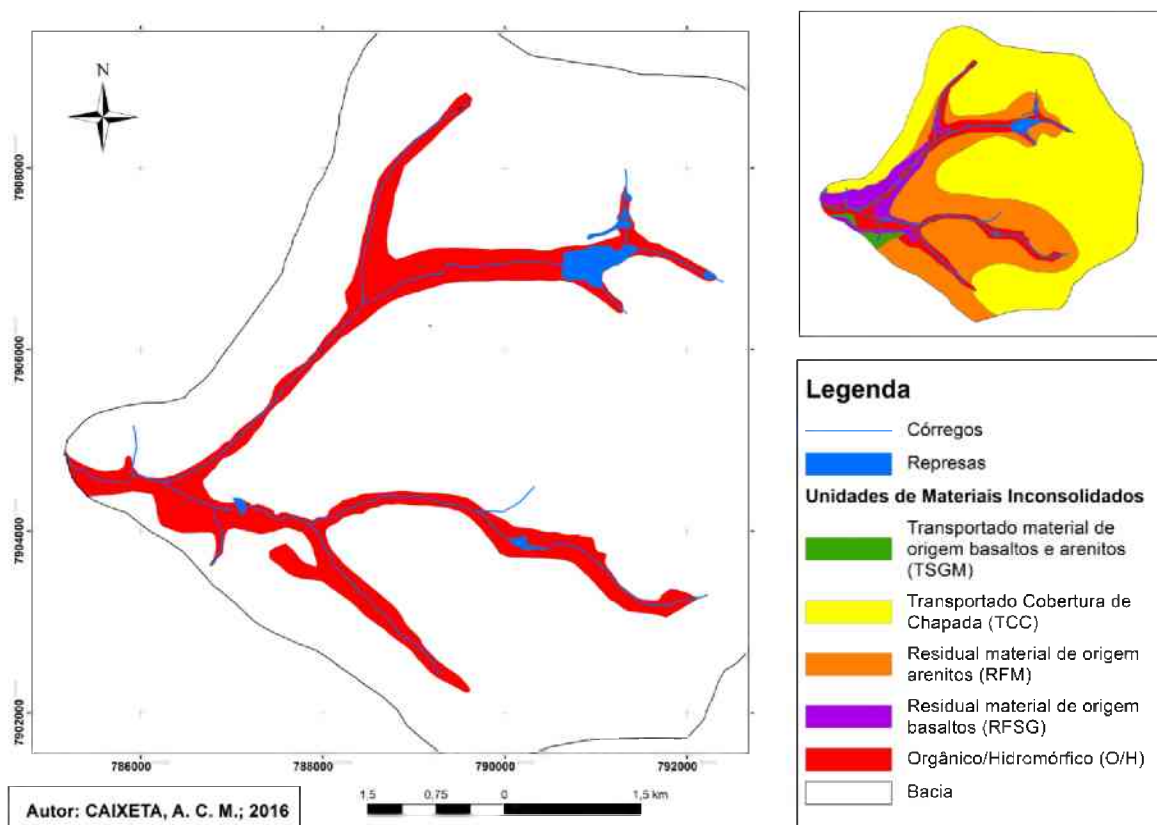 N
7908000
7906000
7904000
7902000
786000
788000
790000
792000
Autor: CAIXETA, A. C. M.; 2016
1,5
0,75
0
1,5 km
Legenda
Córregos
Represas
Unidades de Materiais Inconsolidados
Transportado material de
origem basaltos e arenitos
(TSGM)
Transportado Cobertura de
Chapada (TCC)
Residual material de origem
arenitos (RFM)
Residual material de origem
basaltos (RFSG)
Orgânico/Hidromórfico (O/H)
Bacia